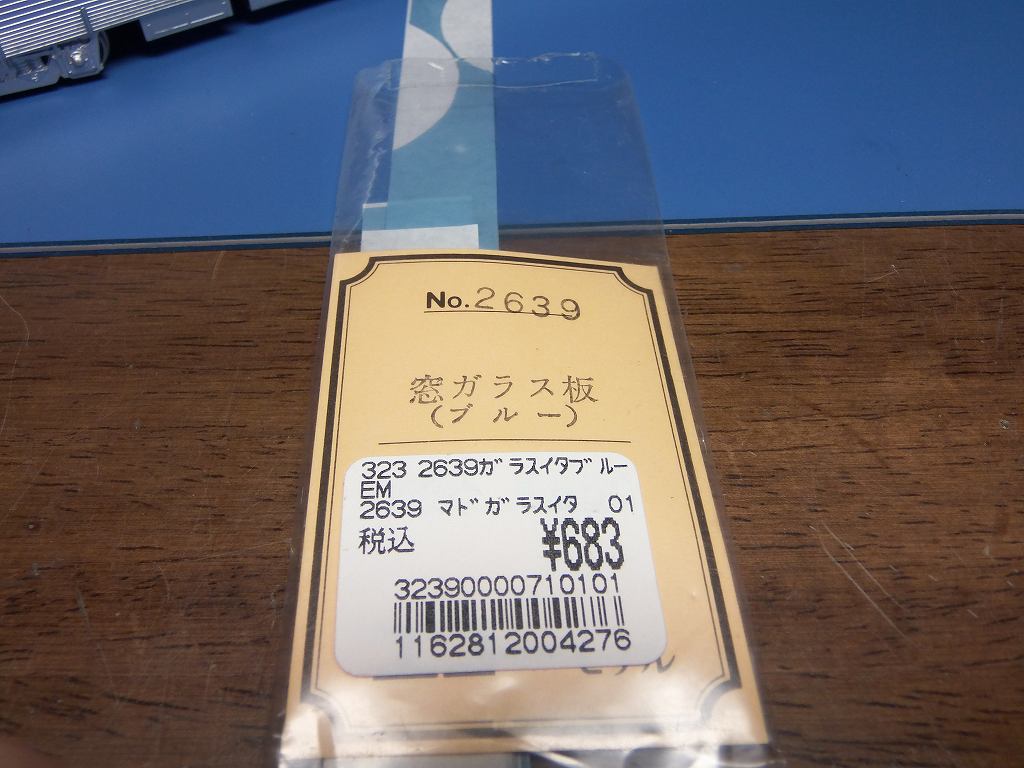 No.2639
窓ガラス板
(ブルー)
323 2639ガラスイタブルー
EM
2639 マドガラスイタ 01
税込 ¥683
32390000710101
1162812004276